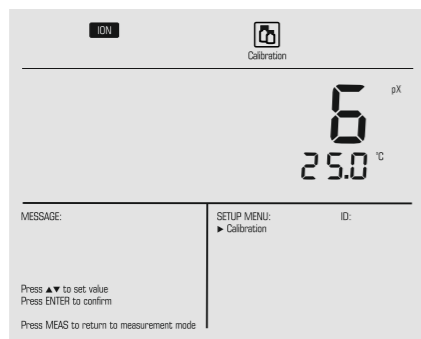 ION
Calibration
6 pX
25.0 °C
MESSAGE:
Press ▲▼ to set value
Press ENTER to confirm
Press MEAS to return to measurement mode
SETUP MENU: ID:
▶ Calibration